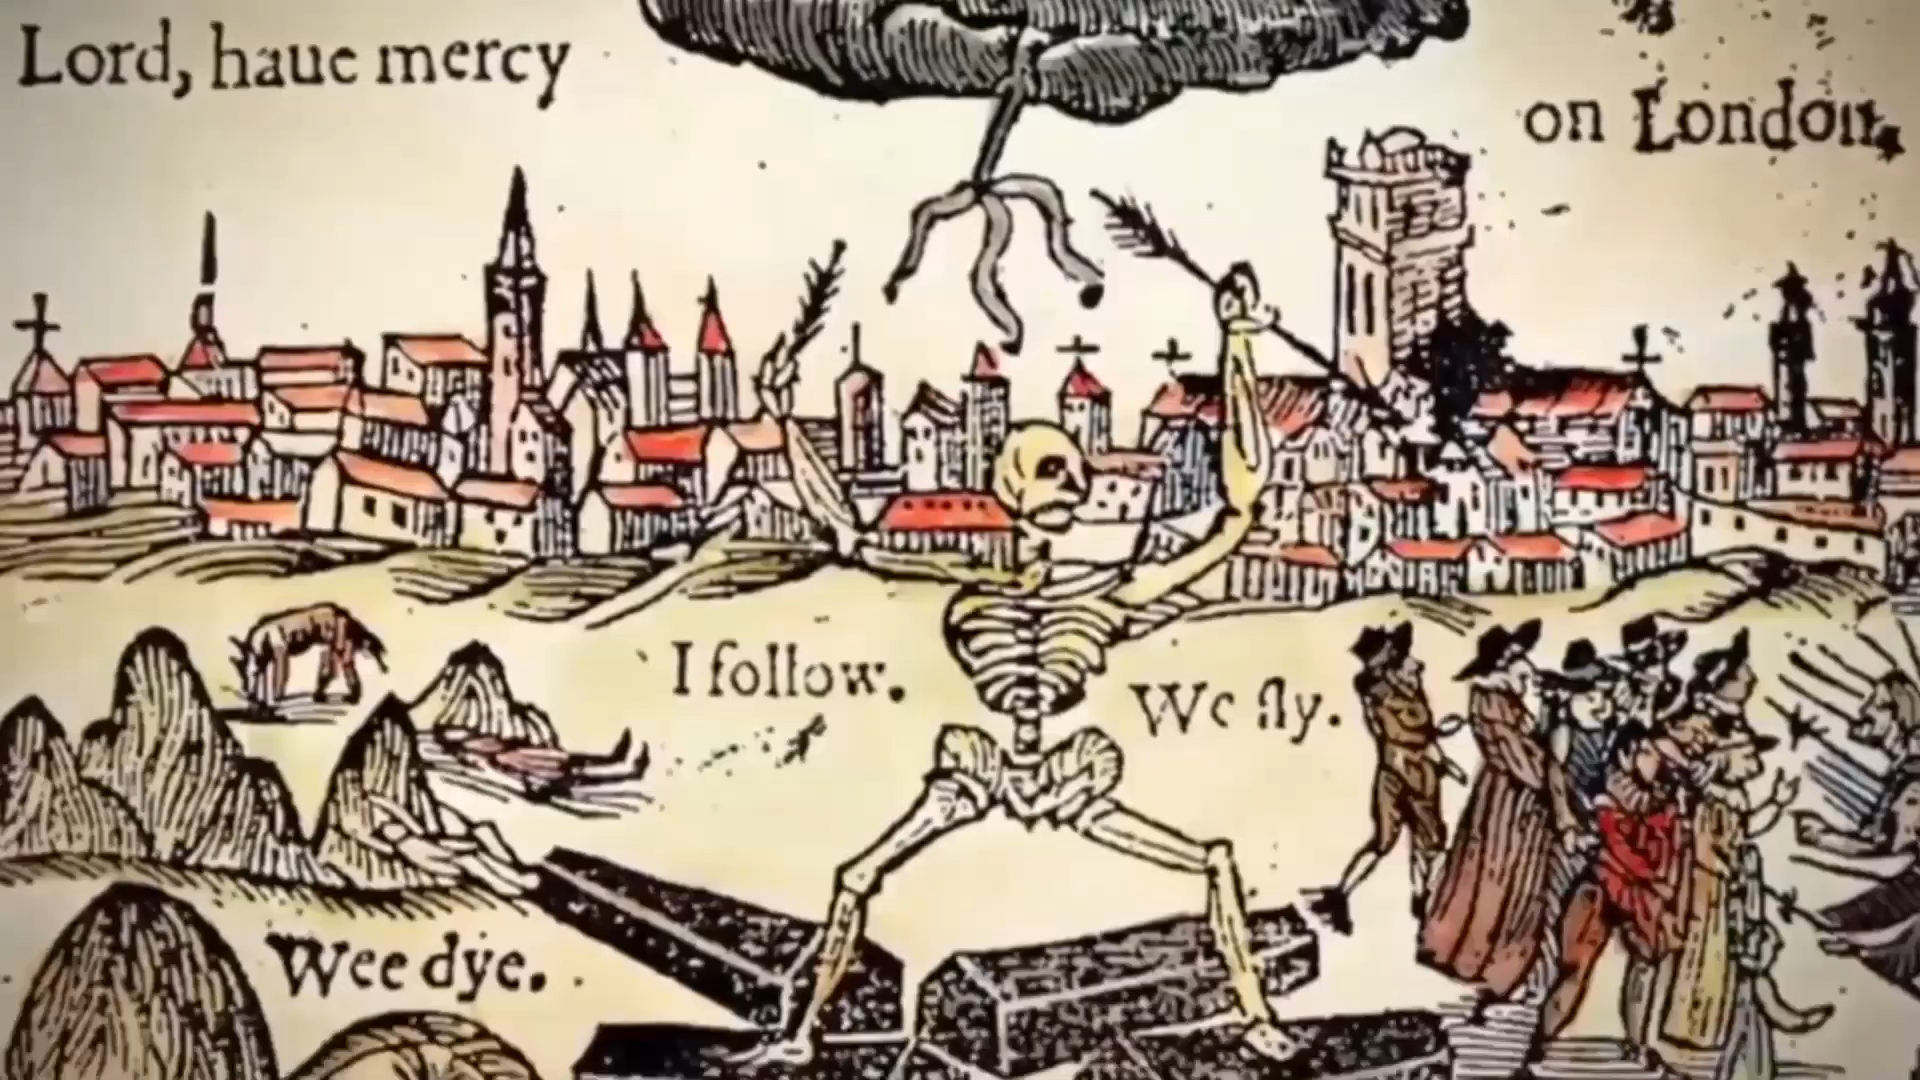 Lord, haue mercy
on London.
I follow.
We fly.
Wee dye.